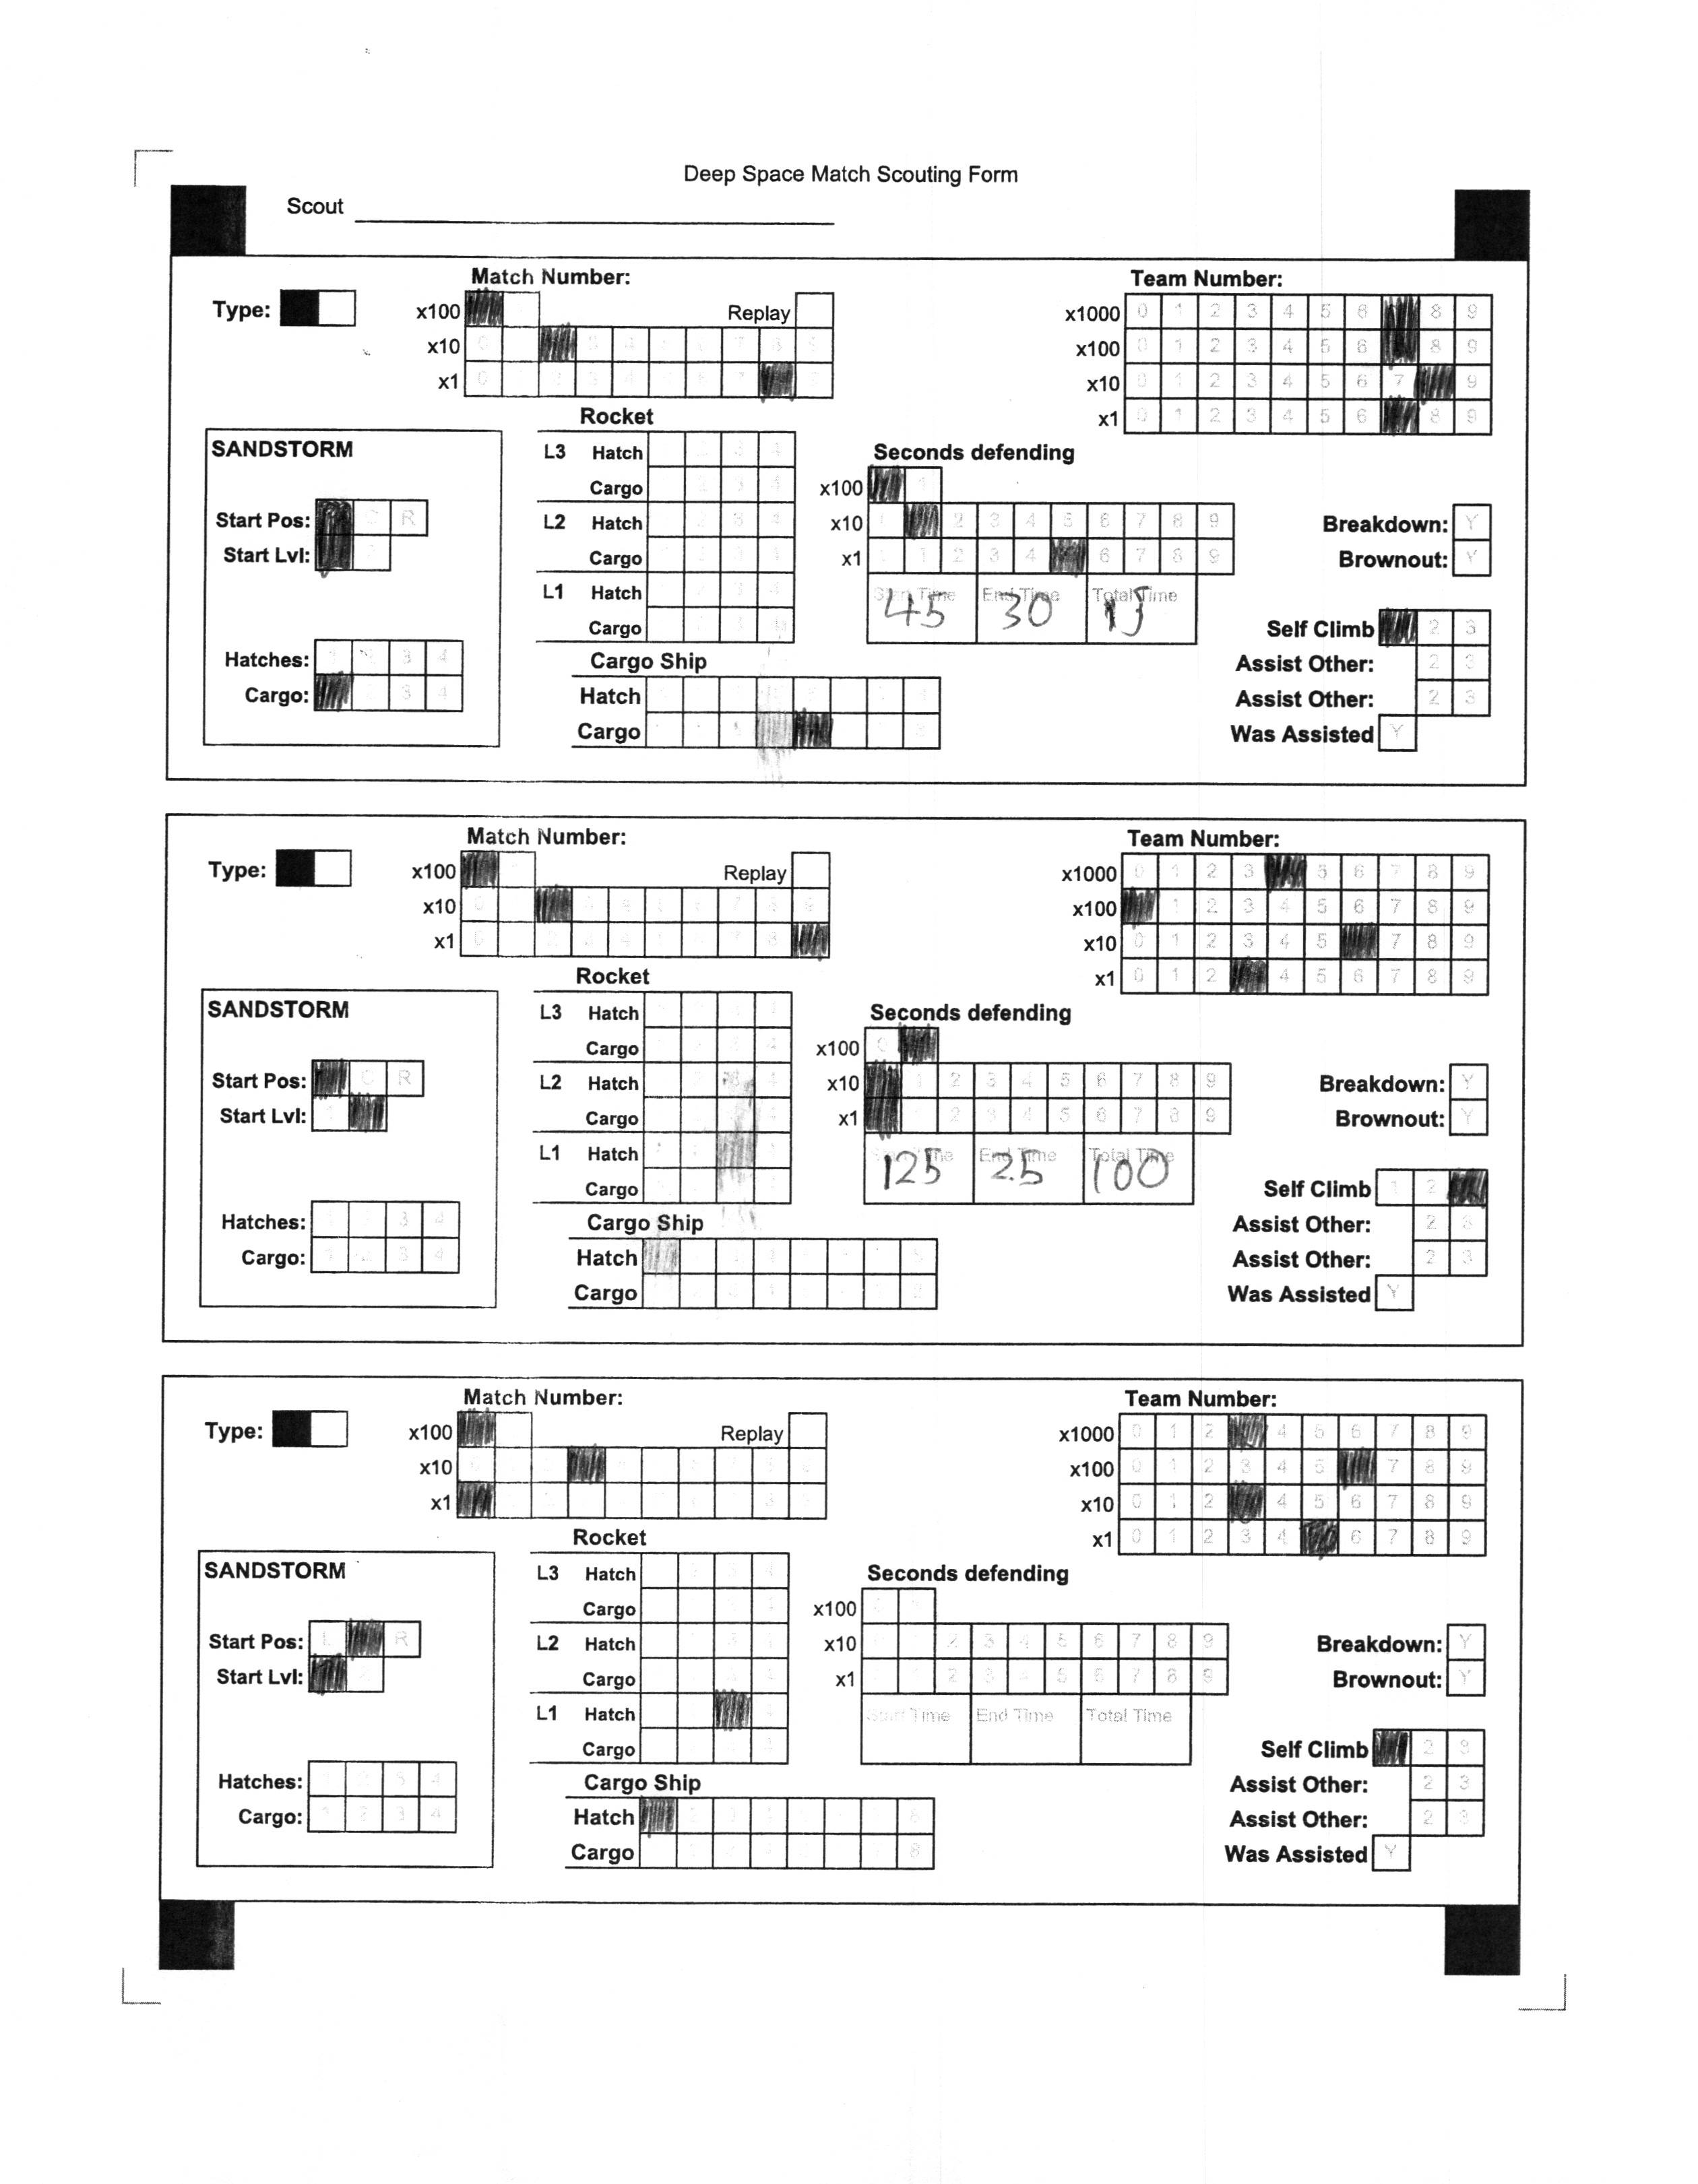 Deep Space Match Scouting Form
Scout
Match Number:
Team Number:
Type:
x100
Replay
x1000 0 1 2 3 4 5 6 8 9
x10
x100 0 1 2 3 4 5 6 8 9
x1
x10 0 1 2 3 4 5 6 7 9
x1 0 1 2 3 4 5 6 8 9
Rocket
SANDSTORM
L3 Hatch
Seconds defending
Cargo
x100
Start Pos: R
L2 Hatch
x10 2 3 4 5 6 7 8 9
Breakdown: Y
Start Lvl:
Cargo
x1 1 2 3 4 6 7 8 9
Brownout: Y
L1 Hatch
Start Time End Time Total Time
45 30 15
Cargo
Self Climb 2 3
Hatches: 3 4
Cargo Ship
Assist Other: 2 3
Cargo: 3 4
Hatch
Assist Other: 2 3
Cargo
Was Assisted Y
Match Number:
Team Number:
Type:
x100
Replay
x1000 0 1 2 3 5 6 7 8 9
x10
x100 1 2 3 4 5 6 7 8 9
x1
x10 0 1 2 3 4 5 7 8 9
x1 0 1 2 4 5 6 7 8 9
Rocket
SANDSTORM
L3 Hatch
Seconds defending
Cargo
x100 0
Start Pos: C R
L2 Hatch
x10 1 2 3 4 5 6 7 8 9
Breakdown: Y
Start Lvl:
Cargo
x1 2 3 4 5 6 7 8 9
Brownout: Y
L1 Hatch
End Time Total Time
125 25 100
Cargo
Self Climb 1 2
Hatches: 3 4
Cargo Ship
Assist Other: 2 3
Cargo: 3 4
Hatch
Assist Other: 2 3
Cargo
Was Assisted Y
Match Number:
Team Number:
Type:
x100
Replay
x1000 0 1 2 4 5 6 7 8 9
x10
x100 0 1 2 3 4 5 7 8 9
x1
x10 0 1 2 4 5 6 7 8 9
x1 0 1 2 3 4 6 7 8 9
Rocket
SANDSTORM
L3 Hatch
Seconds defending
Cargo
x100
Start Pos: L R
L2 Hatch
x10 2 3 4 5 6 7 8 9
Breakdown: Y
Start Lvl:
Cargo
x1 2 3 4 5 6 7 8 9
Brownout: Y
L1 Hatch
Start Time End Time Total Time
Cargo
Self Climb 2 3
Hatches: 1 2 3 4
Cargo Ship
Assist Other: 2 3
Cargo: 1 2 3 4
Hatch 8
Assist Other: 2 3
Cargo 8
Was Assisted Y